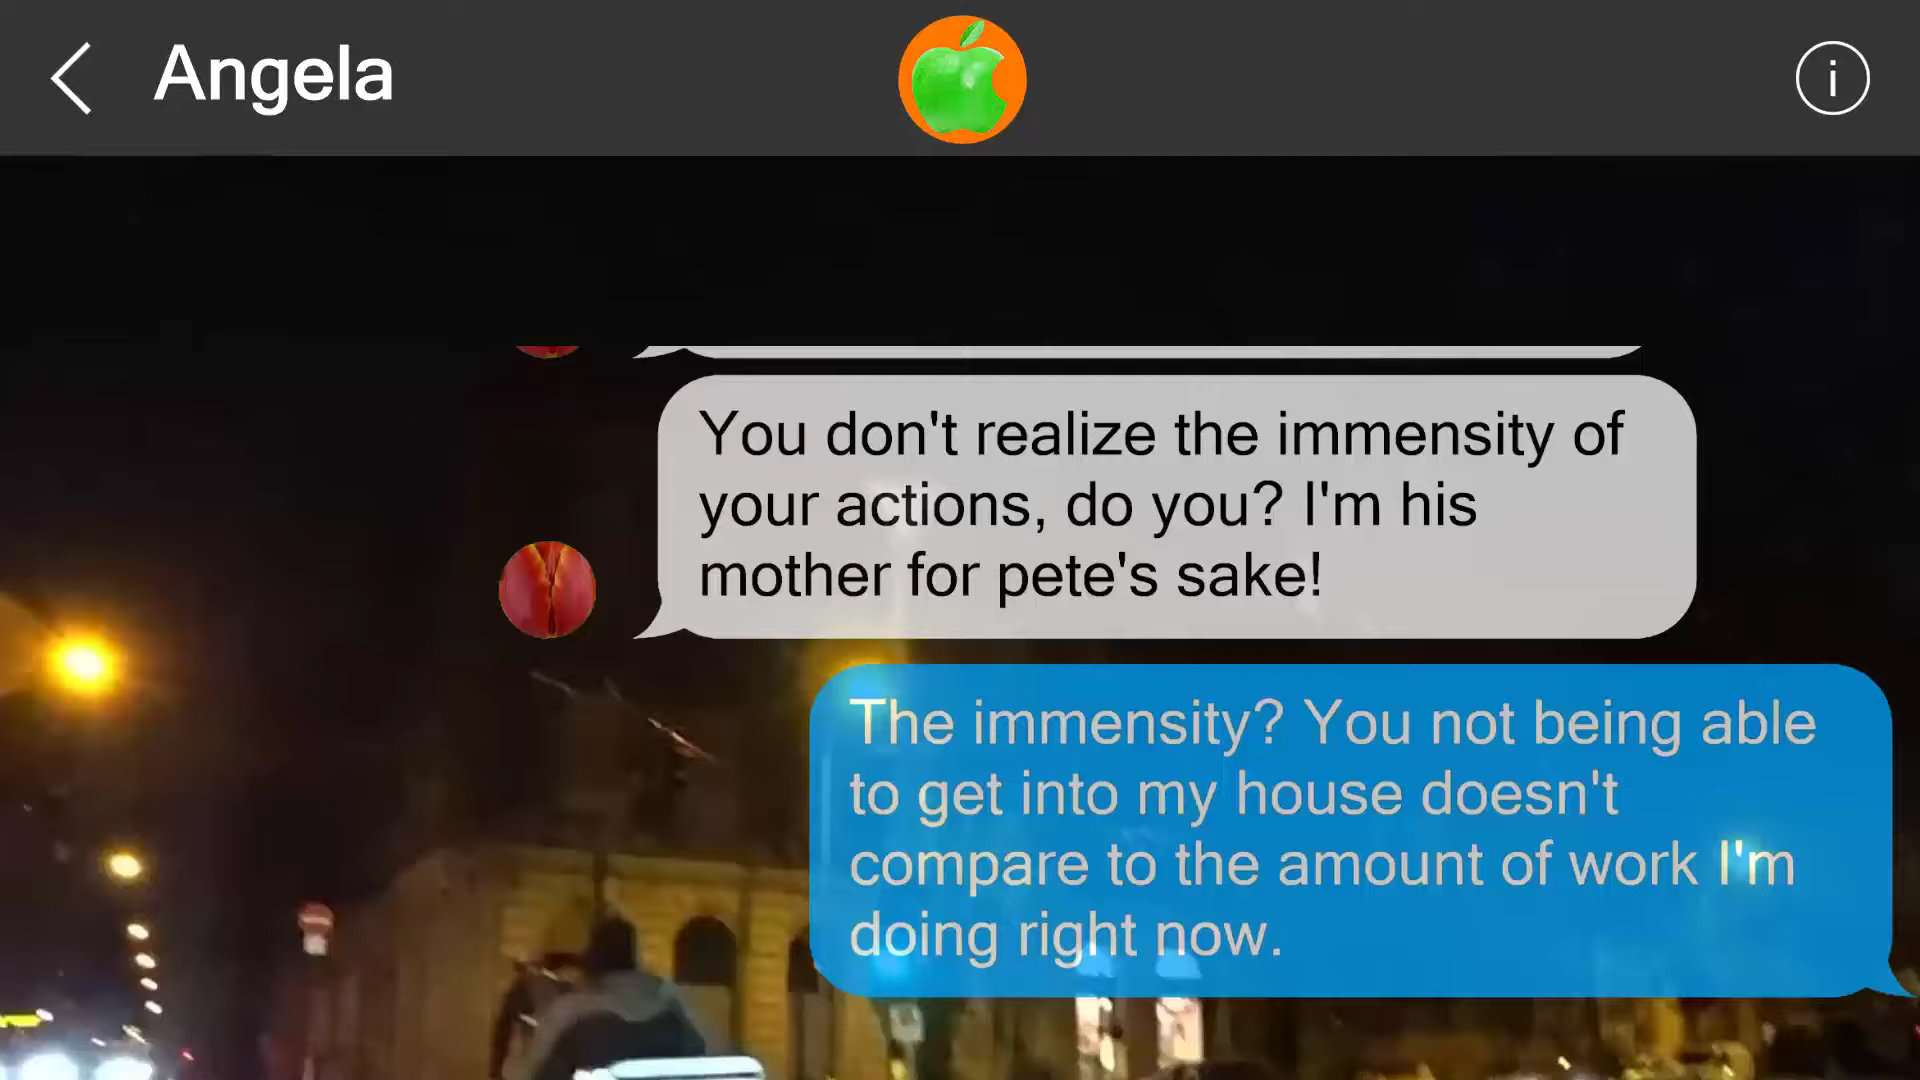 Angela
You don't realize the immensity of
your actions, do you? I'm his
mother for pete's sake!
The immensity? You not being able
to get into my house doesn't
compare to the amount of work I'm
doing right now.